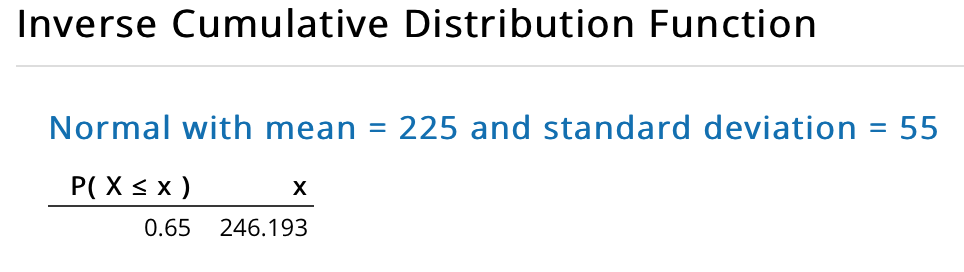 Inverse Cumulative Distribution Function
Normal with mean = 225 and standard deviation = 55
P( X ≤ x ) x
0.65 246.193